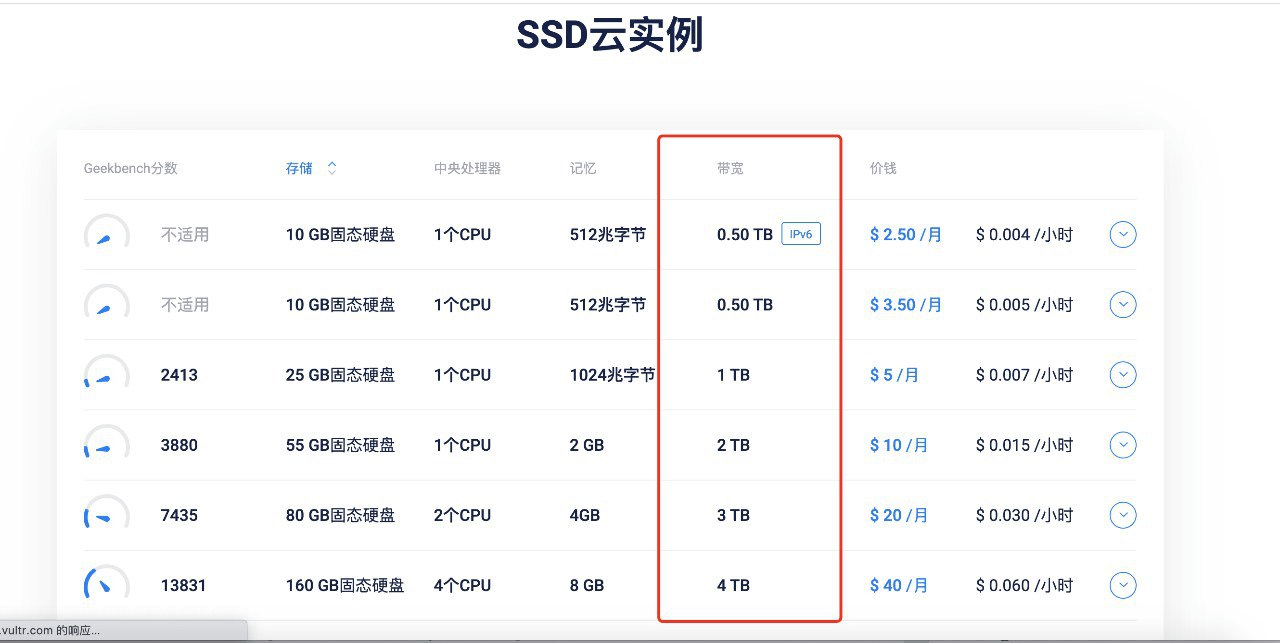 SSD云实例
Geekbench分数 存储 中央处理器 记忆 带宽 价钱
不适用 10 GB固态硬盘 1个CPU 512兆字节 0.50 TB IPv6 $ 2.50 /月 $ 0.004 /小时
不适用 10 GB固态硬盘 1个CPU 512兆字节 0.50 TB $ 3.50 /月 $ 0.005 /小时
2413 25 GB固态硬盘 1个CPU 1024兆字节 1 TB $ 5 /月 $ 0.007 /小时
3880 55 GB固态硬盘 1个CPU 2 GB 2 TB $ 10 /月 $ 0.015 /小时
7435 80 GB固态硬盘 2个CPU 4GB 3 TB $ 20 /月 $ 0.030 /小时
13831 160 GB固态硬盘 4个CPU 8 GB 4 TB $ 40 /月 $ 0.060 /小时
.vultr.com 的响应...